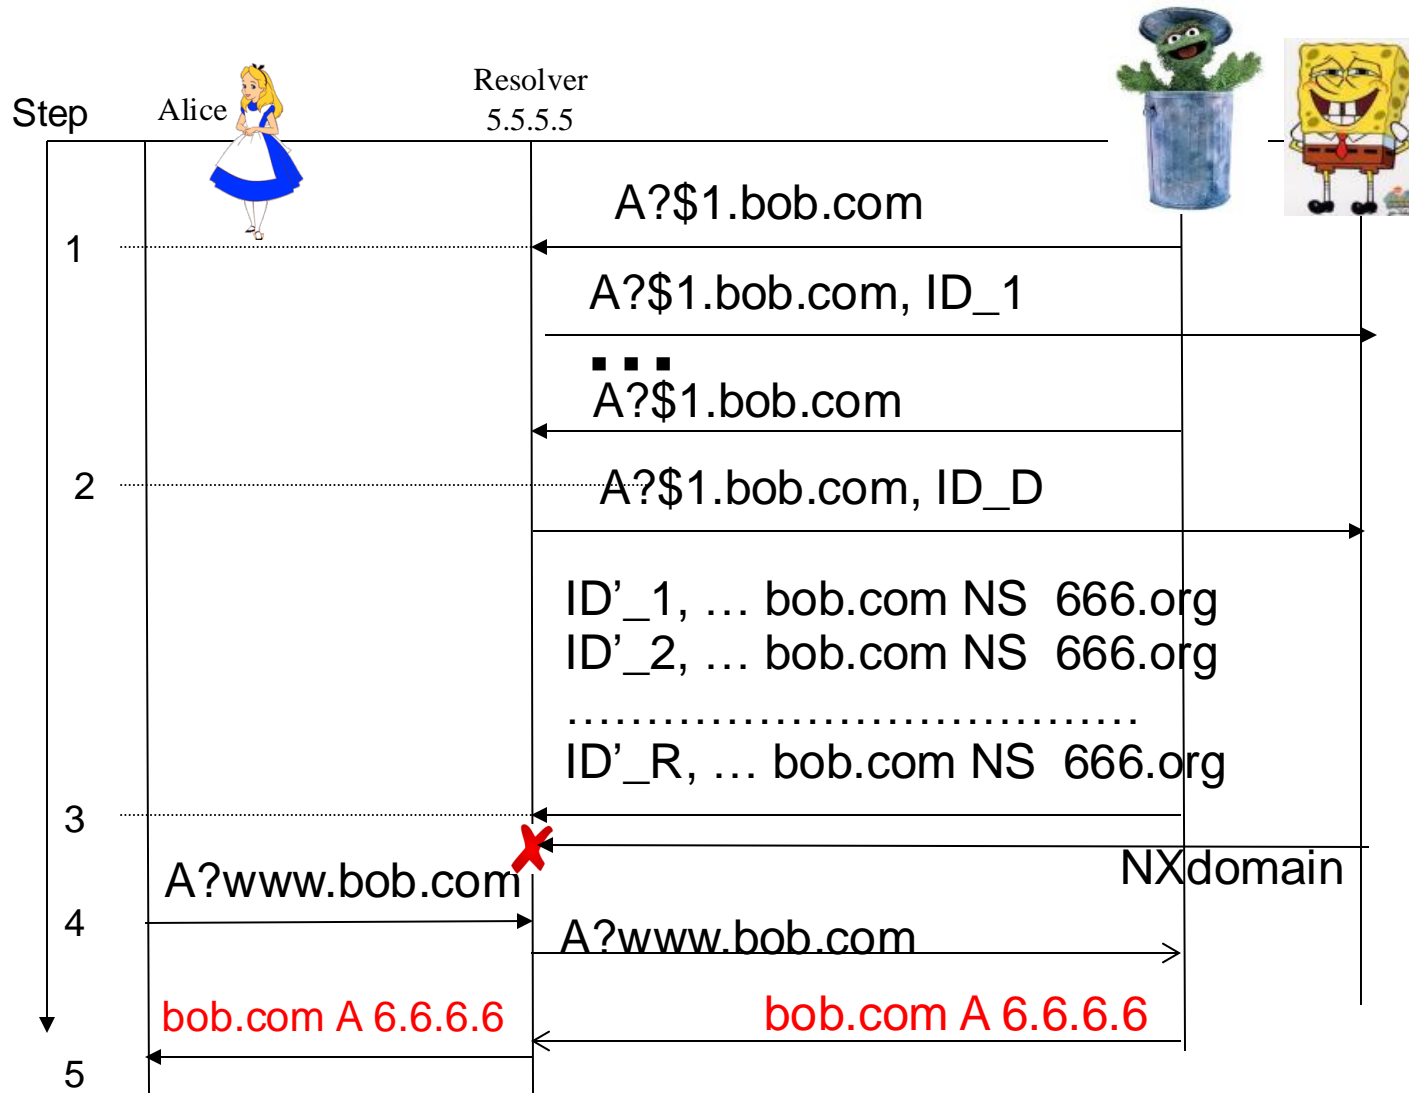 Step
Alice
Resolver
5.5.5.5
A?$1.bob.com
1
A?$1.bob.com, ID_1
...
A?$1.bob.com
2
A?$1.bob.com, ID_D
ID’_1, … bob.com NS 666.org
ID’_2, … bob.com NS 666.org
………………………………
ID’_R, … bob.com NS 666.org
3
NXdomain
A?www.bob.com
4
A?www.bob.com
bob.com A 6.6.6.6
bob.com A 6.6.6.6
5